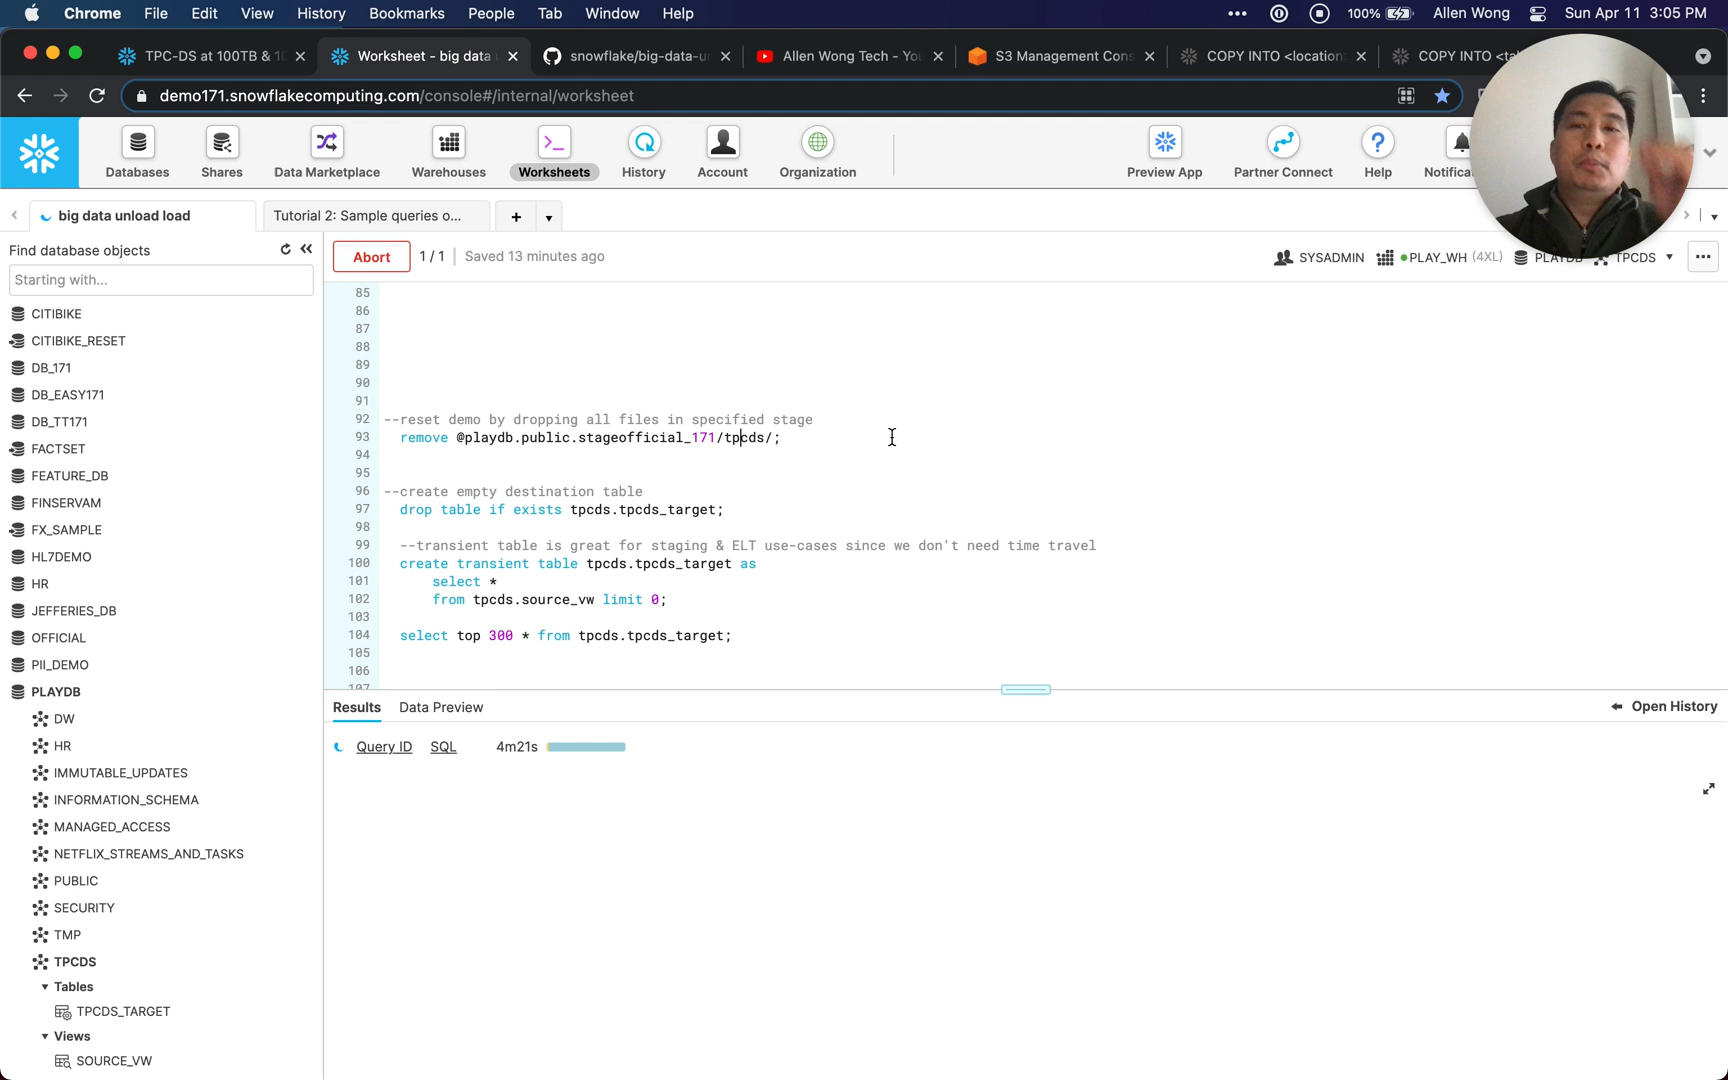 Chrome File Edit View History Bookmarks People Tab Window Help
100% Allen Wong Sun Apr 11 3:05 PM
TPC-DS at 100TB & 1
Worksheet - big data
snowflake/big-data-u
Allen Wong Tech - You
S3 Management Cons
COPY INTO <location
COPY INTO <ta
demo171.snowflakecomputing.com/console#/internal/worksheet
Databases Shares Data Marketplace Warehouses Worksheets History Account Organization
Preview App Partner Connect Help Notifica
big data unload load
Tutorial 2: Sample queries o...
Find database objects
Starting with...
CITIBIKE
CITIBIKE_RESET
DB_171
DB_EASY171
DB_TT171
FACTSET
FEATURE_DB
FINSERVAM
FX_SAMPLE
HL7DEMO
HR
JEFFERIES_DB
OFFICIAL
PII_DEMO
PLAYDB
DW
HR
IMMUTABLE_UPDATES
INFORMATION_SCHEMA
MANAGED_ACCESS
NETFLIX_STREAMS_AND_TASKS
PUBLIC
SECURITY
TMP
TPCDS
Tables
TPCDS_TARGET
Views
SOURCE_VW
Abort 1 / 1 Saved 13 minutes ago
SYSADMIN PLAY_WH (4XL) PLAYDB TPCDS
85
86
87
88
89
90
91
92 --reset demo by dropping all files in specified stage
93 remove @playdb.public.stageofficial_171/tpcds/;
94
95
96 --create empty destination table
97 drop table if exists tpcds.tpcds_target;
98
99 --transient table is great for staging & ELT use-cases since we don't need time travel
100 create transient table tpcds.tpcds_target as
101 select *
102 from tpcds.source_vw limit 0;
103
104 select top 300 * from tpcds.tpcds_target;
105
106
107
Results Data Preview
Open History
Query ID SQL 4m21s